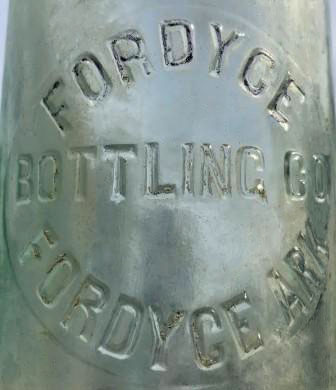 FORDYCE
BOTTLING CO
FORDYCE, ARK